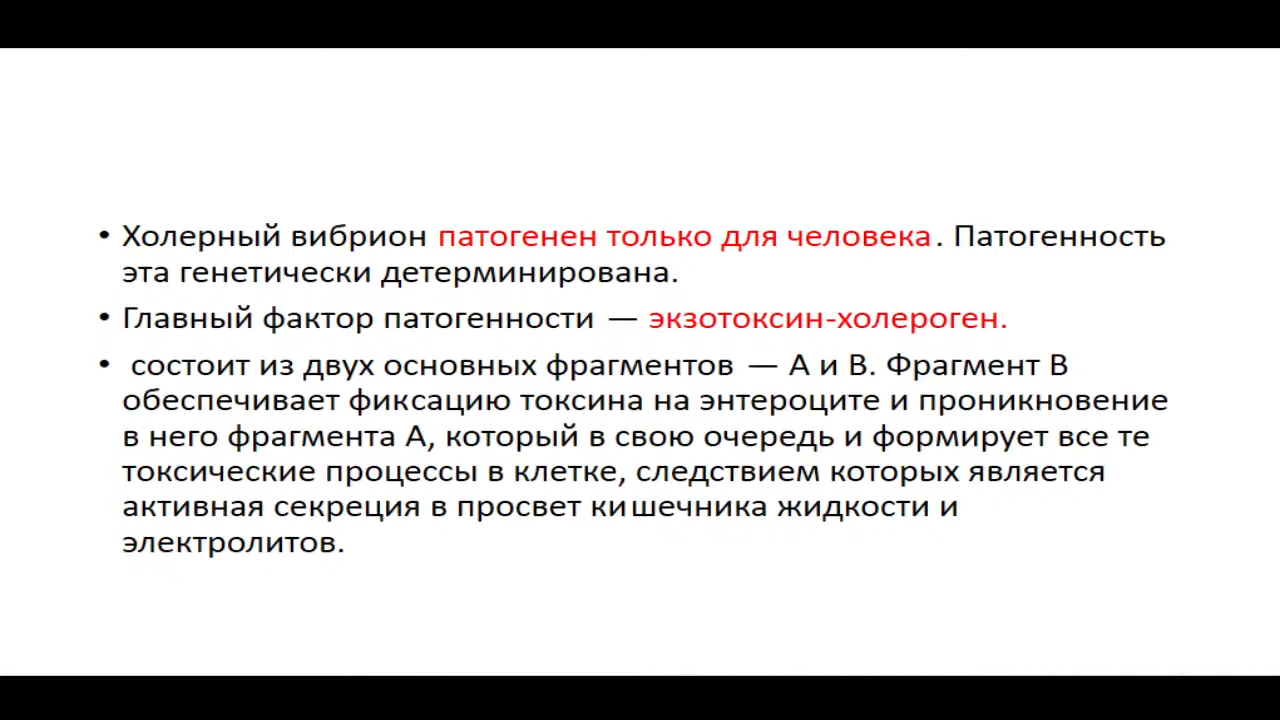 • Холерный вибрион патогенен только для человека. Патогенность
эта генетически детерминирована.
• Главный фактор патогенности — экзотоксин-холероген.
• состоит из двух основных фрагментов — А и В. Фрагмент В
обеспечивает фиксацию токсина на энтероците и проникновение
в него фрагмента А, который в свою очередь и формирует все те
токсические процессы в клетке, следствием которых является
активная секреция в просвет кишечника жидкости и
электролитов.